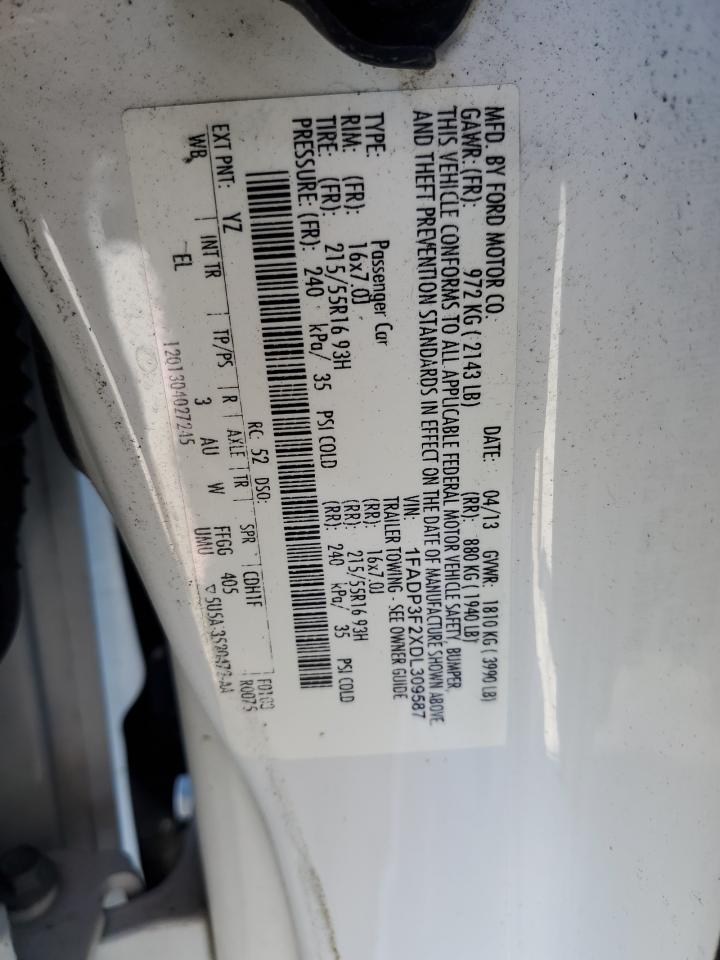 MFD. BY FORD MOTOR CO. DATE: 04/13 GVWR: 1810 KG ( 3990 LB)
GAWR: (FR): 972 KG ( 2143 LB) (RR): 880 KG ( 1940 LB)
THIS VEHICLE CONFORMS TO ALL APPLICABLE FEDERAL MOTOR VEHICLE SAFETY, BUMPER,
AND THEFT PREVENTION STANDARDS IN EFFECT ON THE DATE OF MANUFACTURE SHOWN ABOVE.
VIN: 1FADP3F2XDL309587
TYPE: Passenger Car TRAILER TOWING - SEE OWNER GUIDE
RIM: (FR): 16x7.0J (RR): 16x7.0J
TIRE: (FR): 215/55R16 93H (RR): 215/55R16 93H
PRESSURE: (FR): 240 kPa/ 35 PSI COLD (RR): 240 kPa/ 35 PSI COLD
RC: 52 DSO: F0160
EXT PNT: YZ CDH1F R0075
WB INT TR TP/PS R AXLE TR SPR
EL 3 AU W FFGG 405
UMU
1201304027245